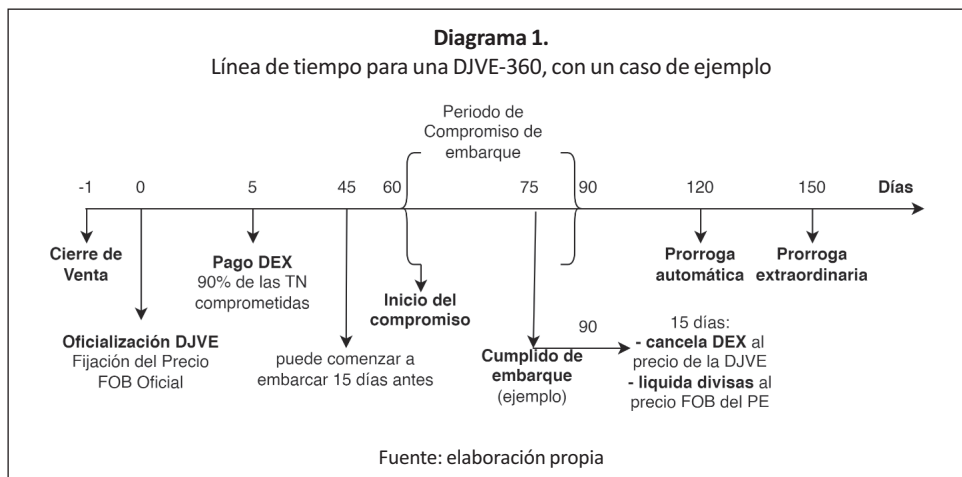 Diagrama 1.
Línea de tiempo para una DJVE-360, con un caso de ejemplo
Periodo de
Compromiso de
embarque
-1 0 5 45 60 75 90 120 150 Días
Cierre de
Venta
Oficialización DJVE
Fijación del Precio
FOB Oficial
Pago DEX
90% de las TN
comprometidas
puede comenzar a
embarcar 15 días antes
Inicio del
compromiso
Cumplido de
embarque
(ejemplo)
90
15 días:
- cancela DEX al
precio de la DJVE
- liquida divisas al
precio FOB del PE
Prorroga
automática
Prorroga
extraordinaria
Fuente: elaboración propia